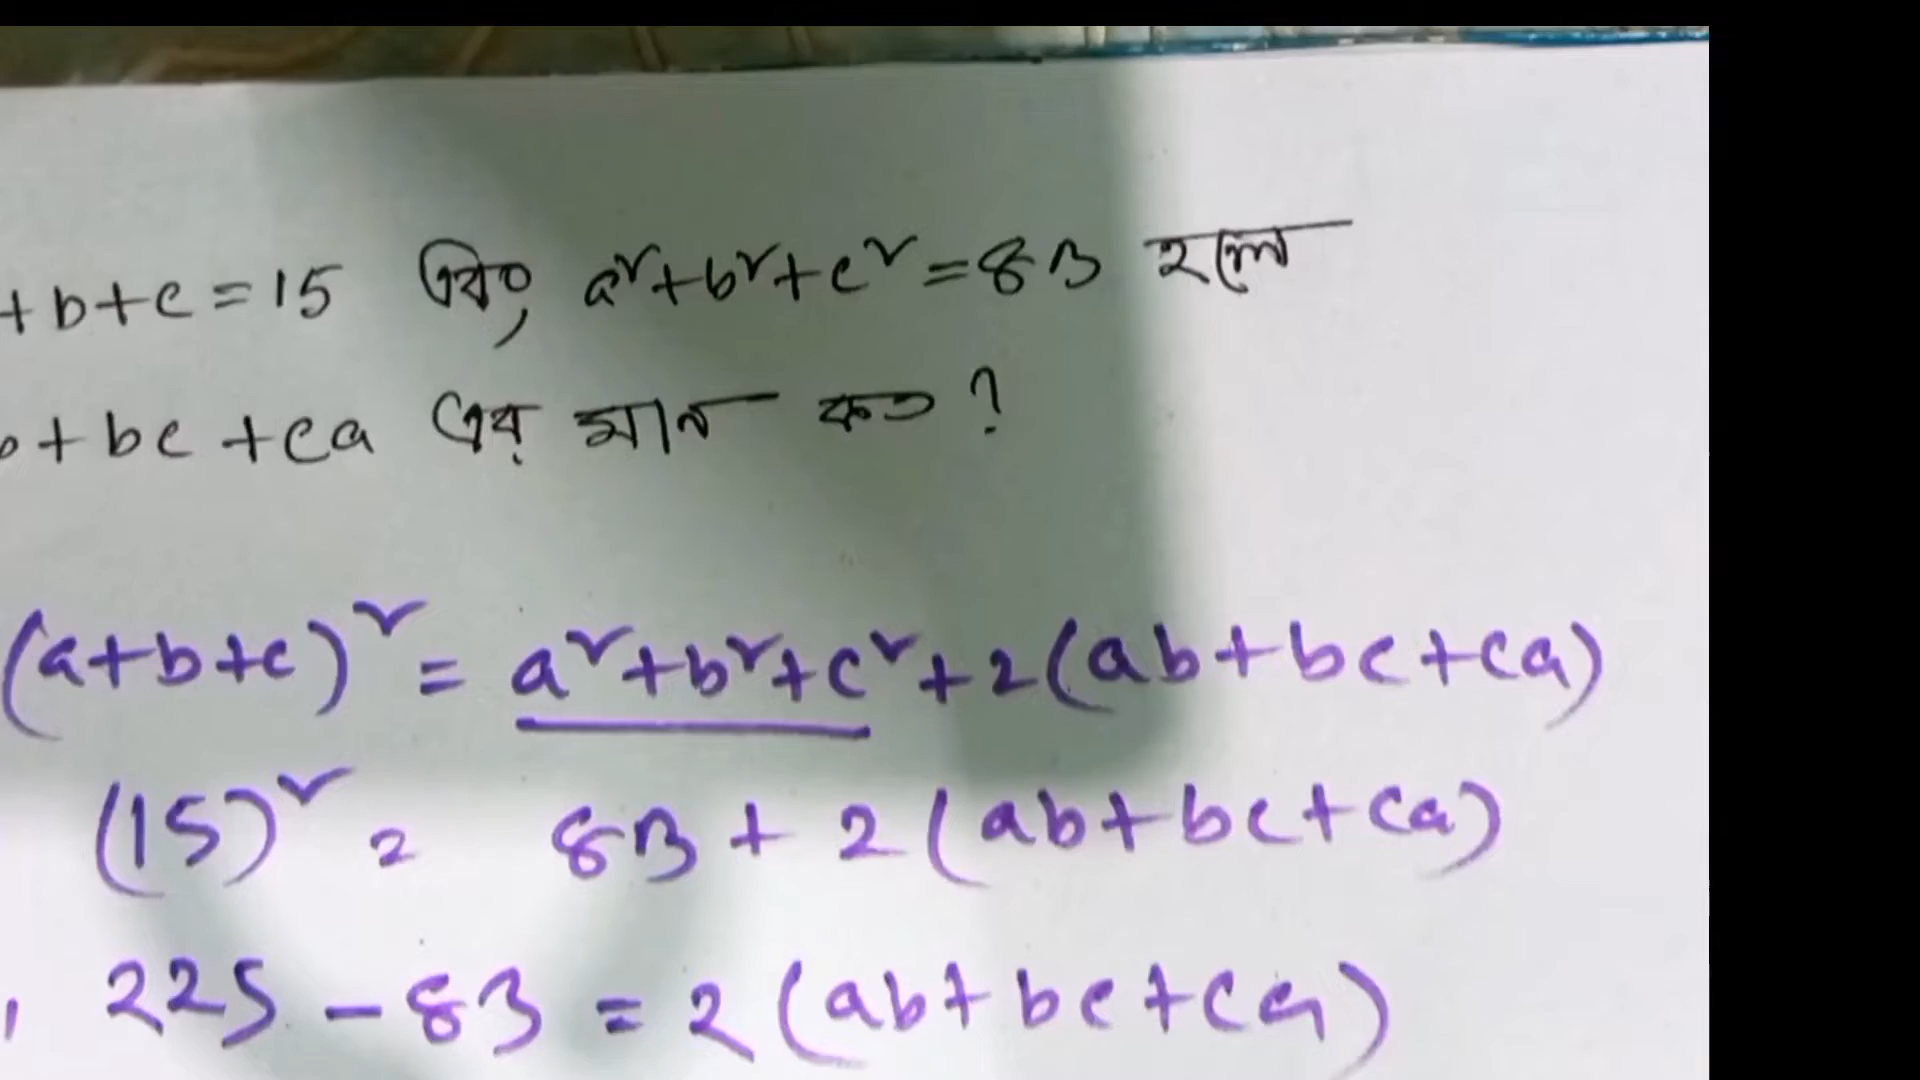 +b+c=15 এবং, a²+b²+c²=83 হলে
+bc+ca এর মান কত?
(a+b+c)²=a²+b²+c²+2(ab+bc+ca)
(15)² = 83+2(ab+bc+ca)
225-83=2(ab+bc+ca)